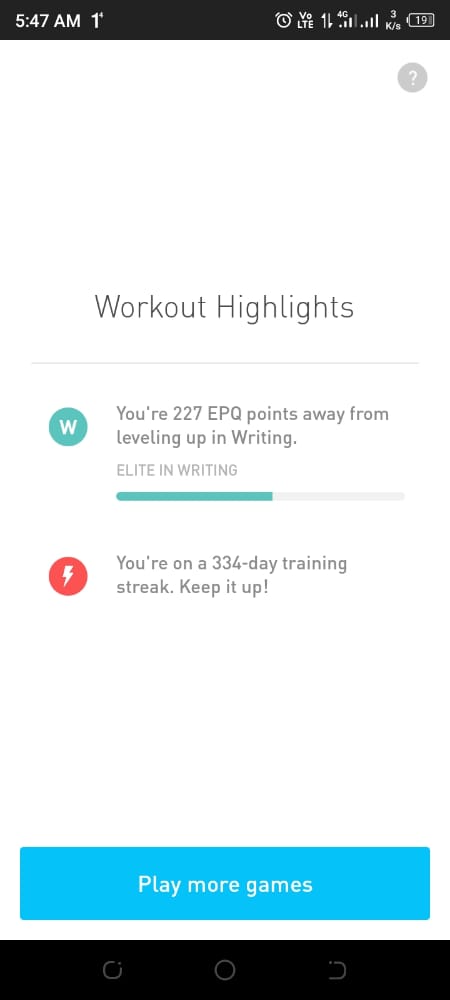 5:47 AM
Vo LTE 4G 3 K/s 19
?
Workout Highlights
W
You're 227 EPQ points away from
leveling up in Writing.
ELITE IN WRITING
You're on a 334-day training
streak. Keep it up!
Play more games